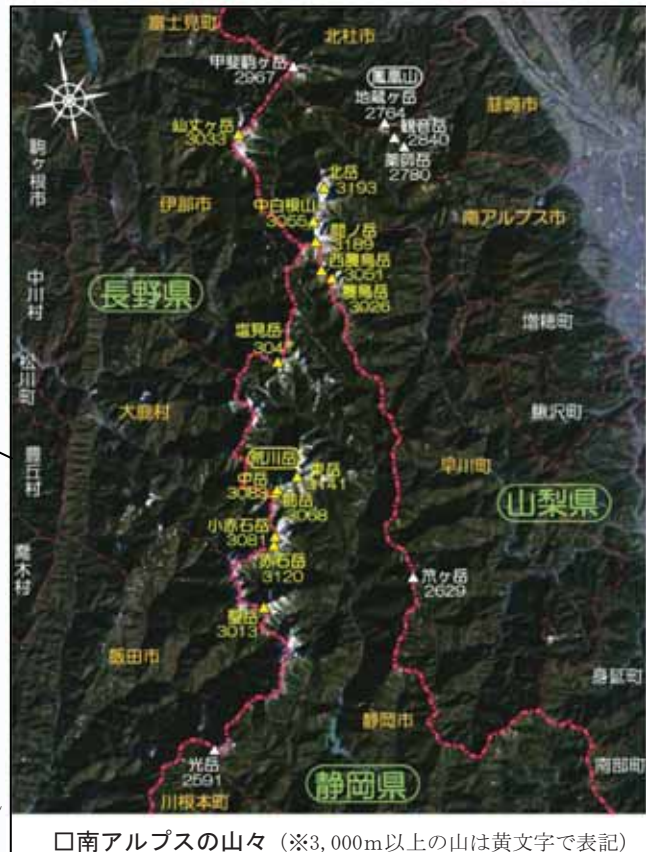 富士見町
北杜市
N
甲斐駒ヶ岳
2967
鳳凰山
地蔵ヶ岳
2764
観音岳
2840
薬師岳
2780
韮崎市
仙丈ヶ岳
3033
駒ヶ根市
北岳
3193
伊那市
中白根山
3055
間ノ岳
3189
南アルプス市
西農鳥岳
3051
農鳥岳
3026
長野県
中川村
増穂町
塩見岳
3047
松川町
大鹿村
鰍沢町
豊丘村
荒川岳
東岳
3141
中岳
3083
前岳
3068
早川町
山梨県
小赤石岳
3081
赤石岳
3120
喬木村
笊ヶ岳
2629
聖岳
3013
飯田市
身延町
静岡市
光岳
2591
南部町
静岡県
川根本町
□南アルプスの山々 (※3,000m以上の山は黄文字で表記)